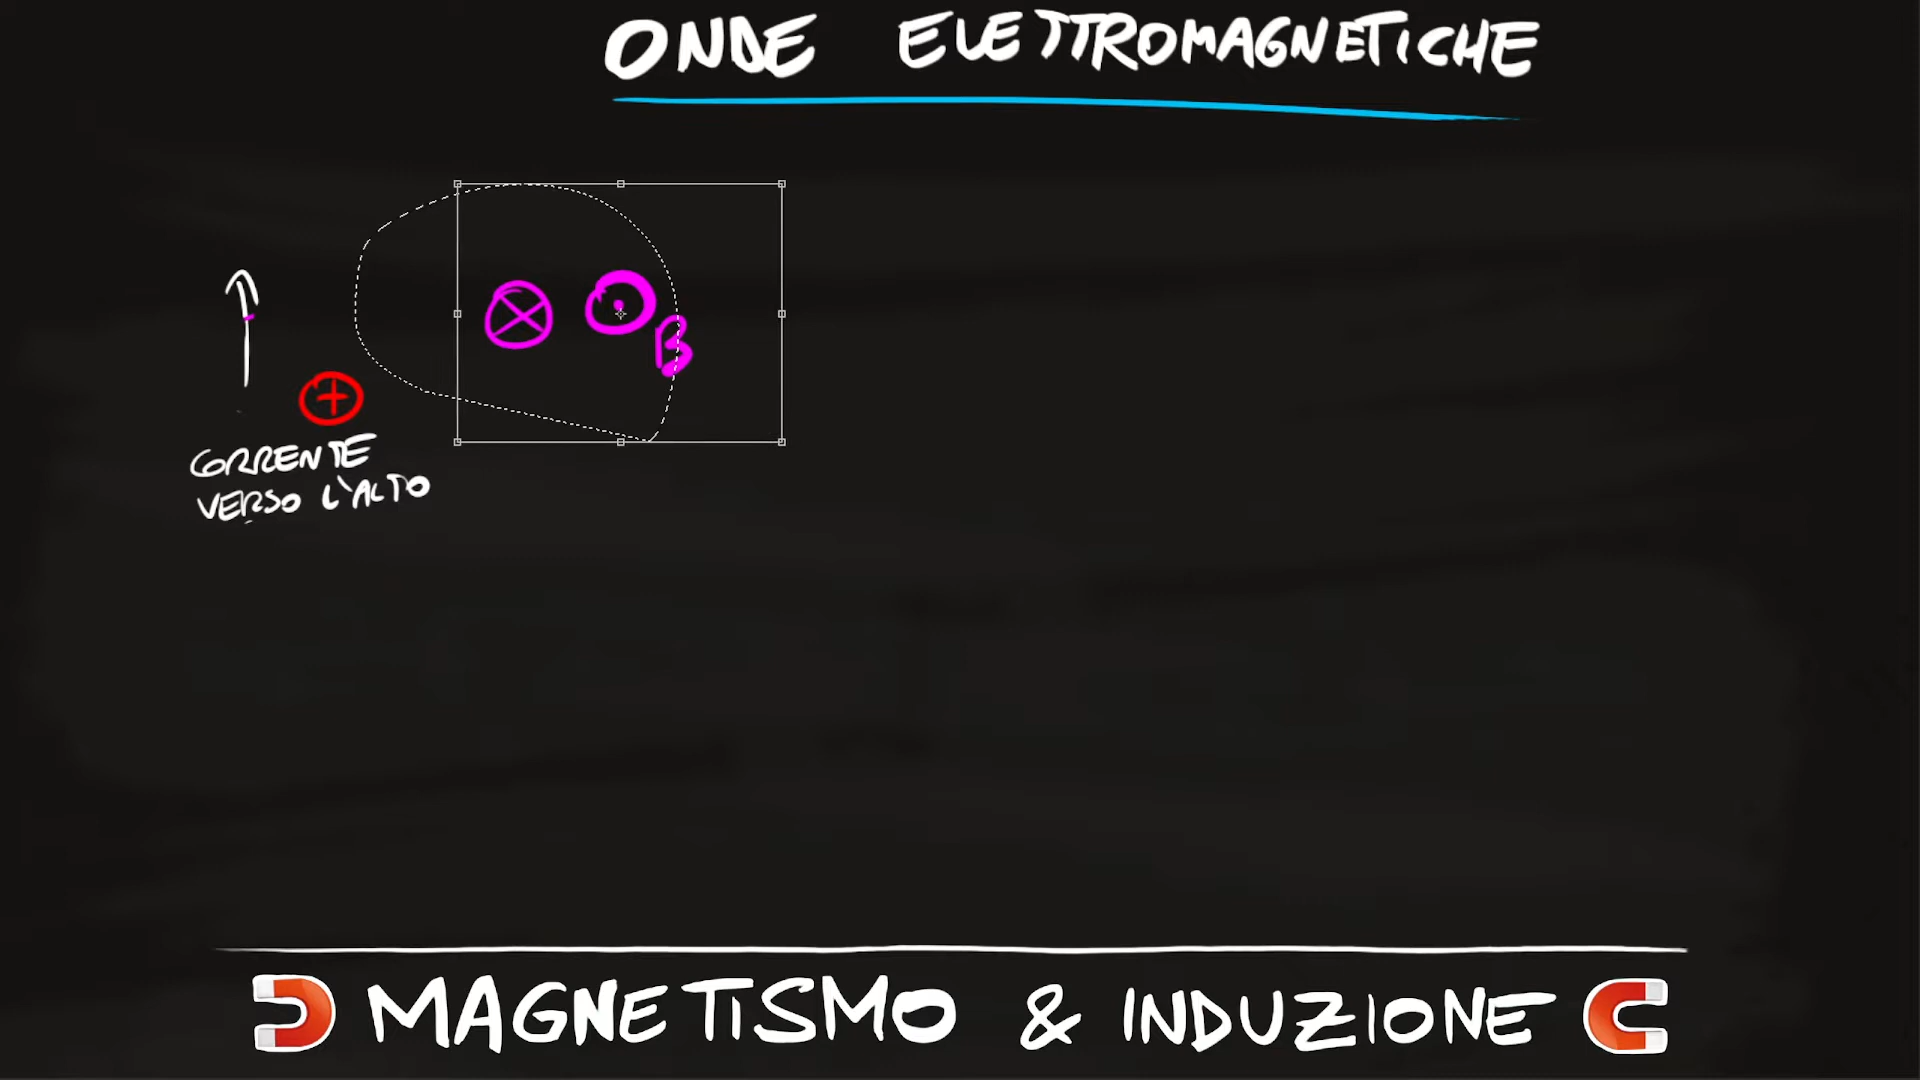 ONDE ELETTROMAGNETICHE
B
+
CORRENTE
VERSO L'ALTO
MAGNETISMO & INDUZIONE